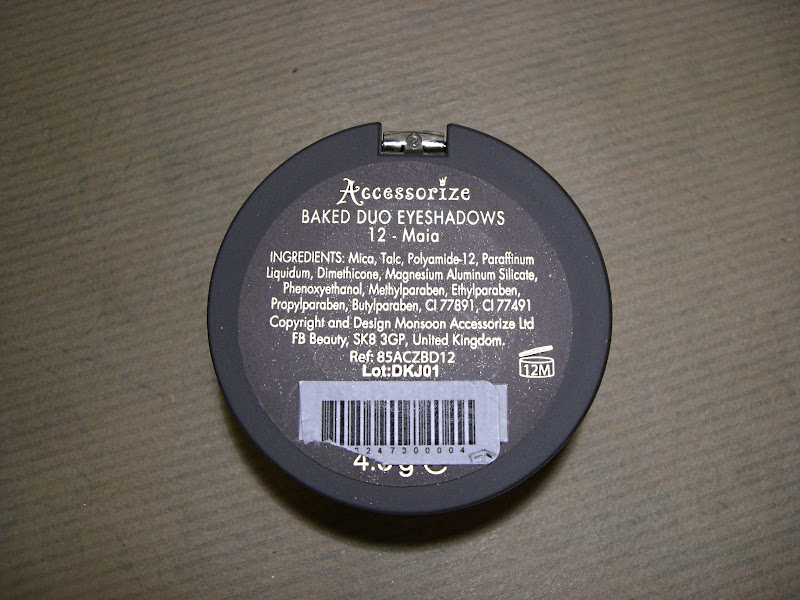 Accessorize
BAKED DUO EYESHADOWS
12 - Maia
INGREDIENTS: Mica, Talc, Polyamide-12, Paraffinum
Liquidum, Dimethicone, Magnesium Aluminum Silicate,
Phenoxyethanol, Methylparaben, Ethylparaben,
Propylparaben, Butylparaben, CI 77891, CI 77491
Copyright and Design Monsoon Accessorize Ltd
FB Beauty, SK8 3GP, United Kingdom.
Ref: 85ACZBD12
Lot:DKJ01
12M
247300004